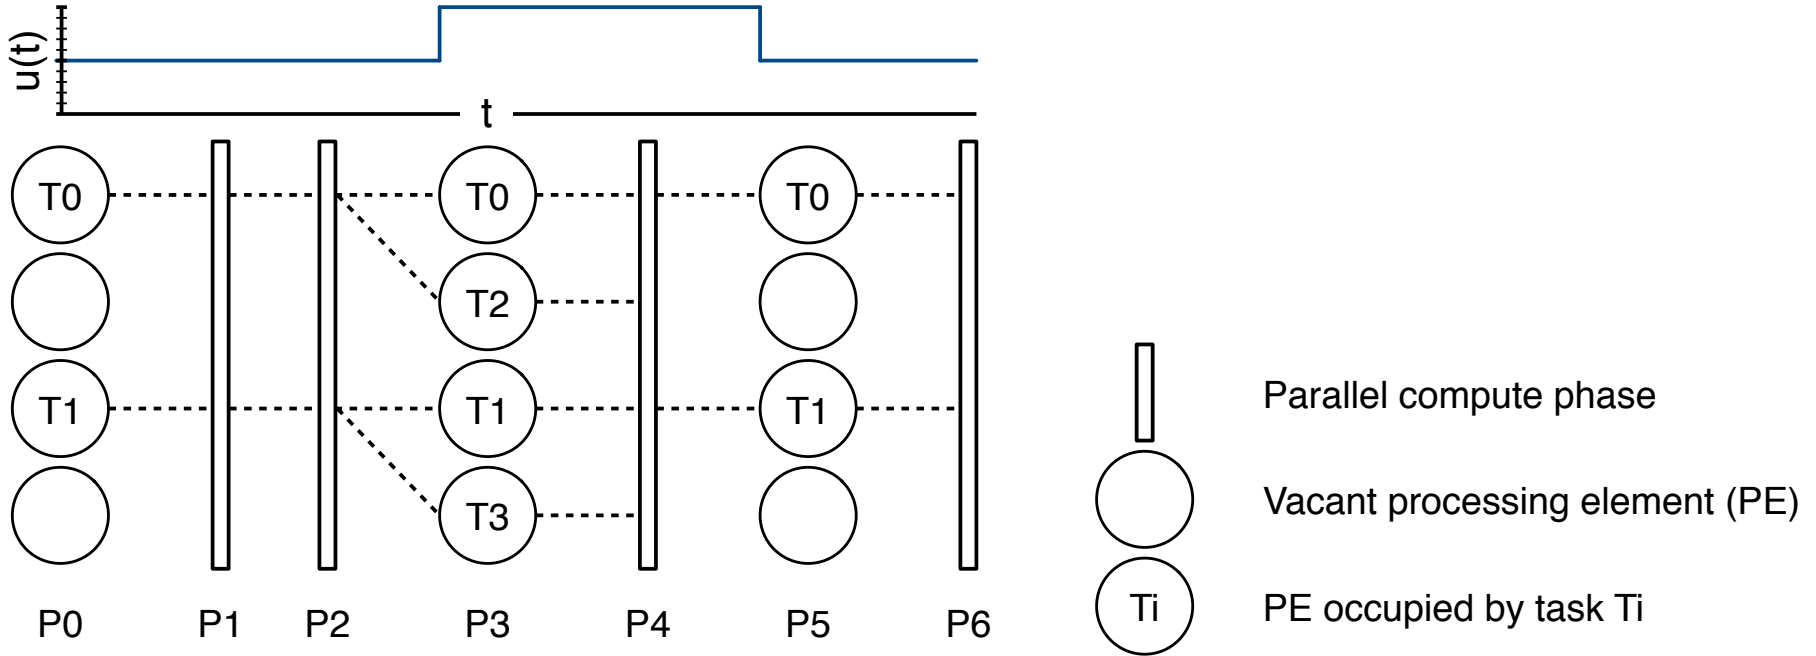 u(t)
t
T0 T0 T0
T2
T1 T1 T1
Parallel compute phase
T3
Vacant processing element (PE)
Ti PE occupied by task Ti
P0 P1 P2 P3 P4 P5 P6